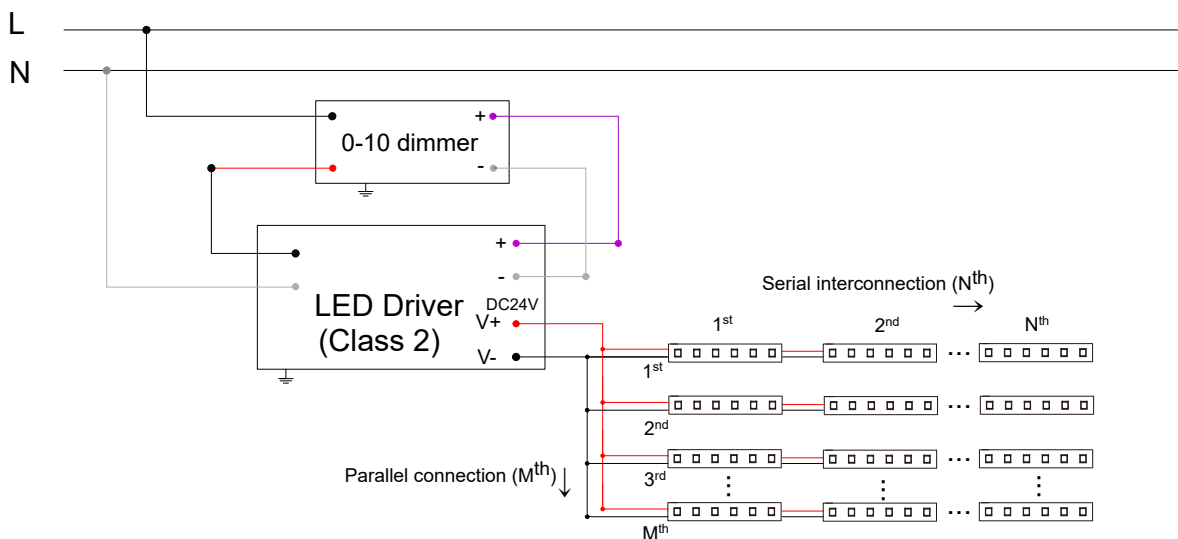 L
N
+
0-10 dimmer
-
+
-
DC24V
LED Driver
V+
(Class 2)
V-
Serial interconnection (Nth)
1st 2nd Nth
1st
...
2nd
...
Parallel connection (Mth)
3rd
...
Mth
...